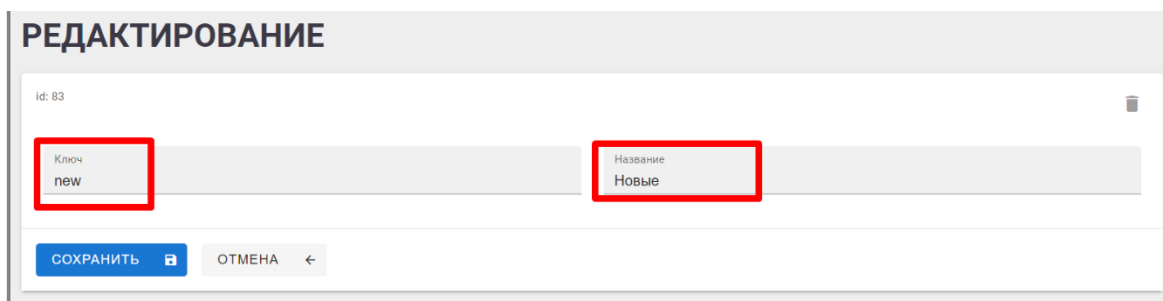 РЕДАКТИРОВАНИЕ
id: 83
Ключ
new
Название
Новые
СОХРАНИТЬ
ОТМЕНА